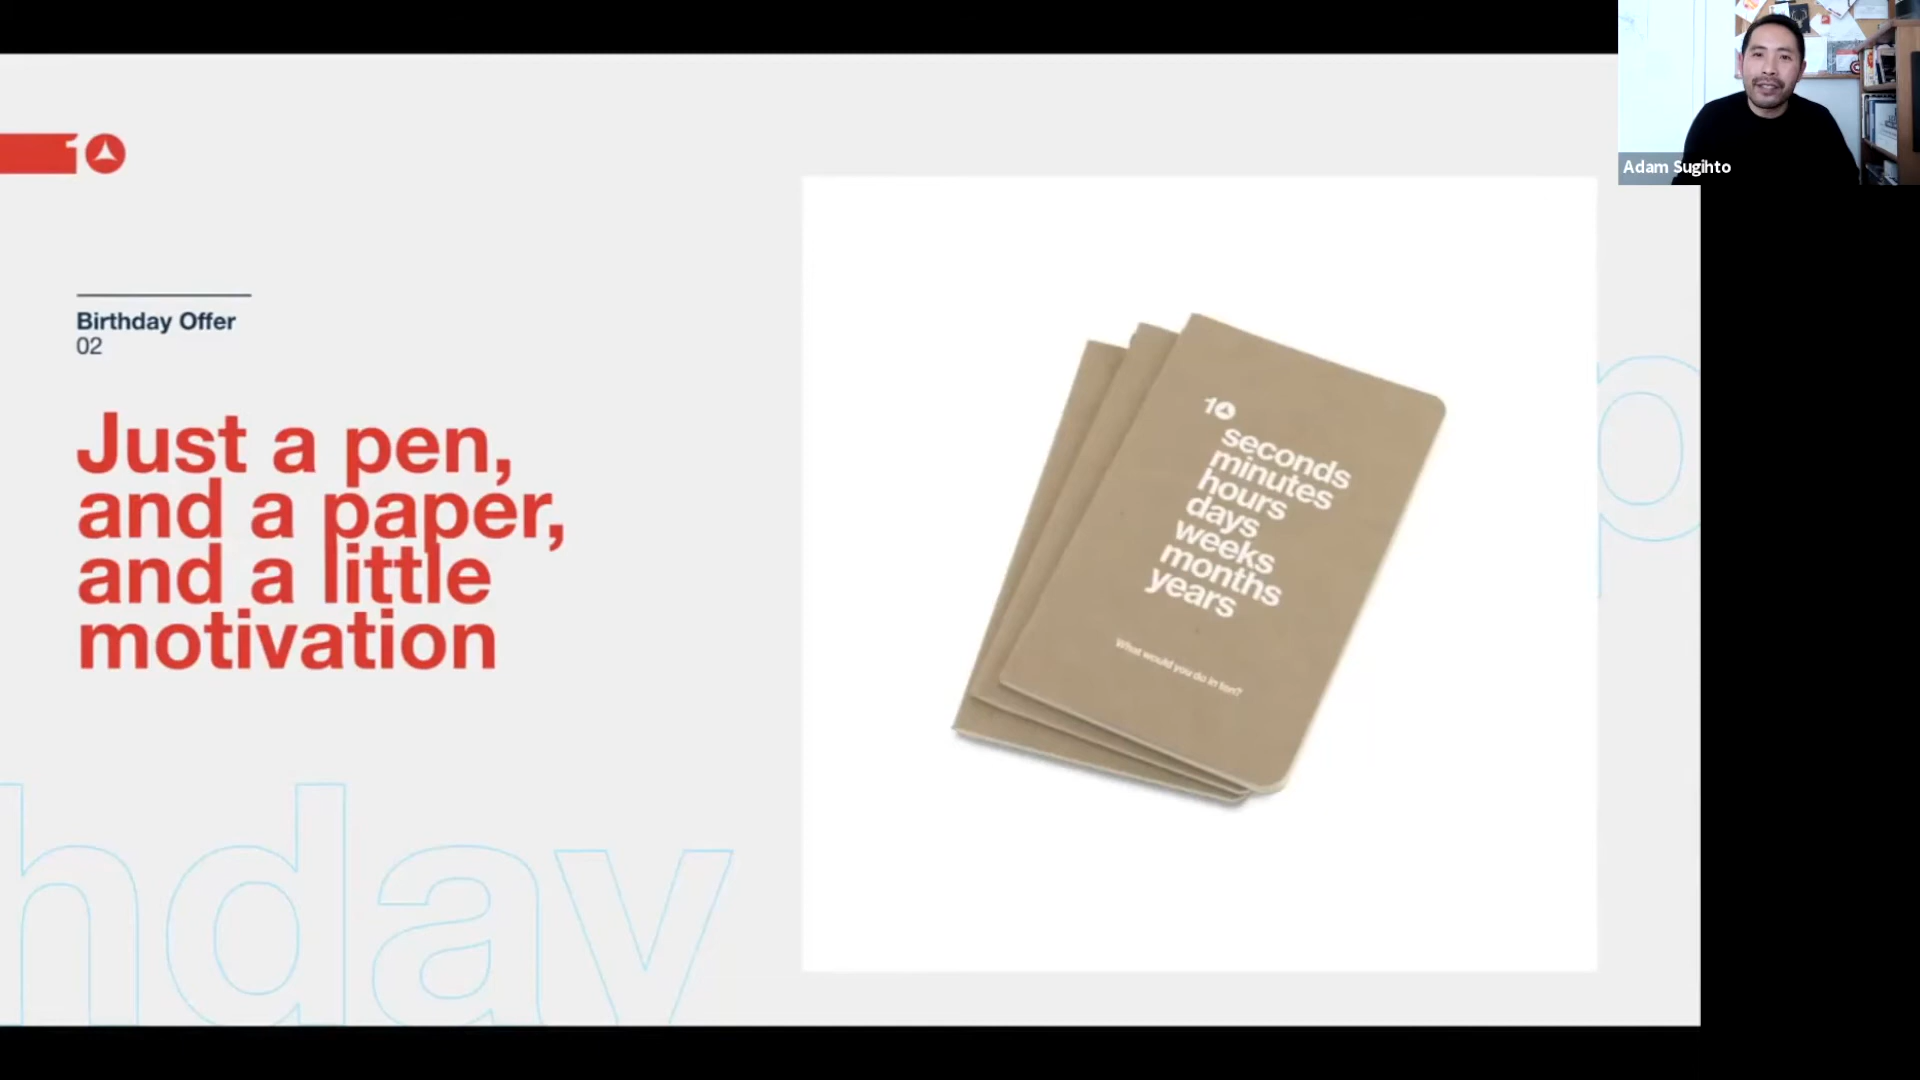 10
Birthday Offer
02
Just a pen,
and a paper,
and a little
motivation
10
seconds
minutes
hours
days
weeks
months
years
What would you do in ten?
hday
p
Adam Sugihto